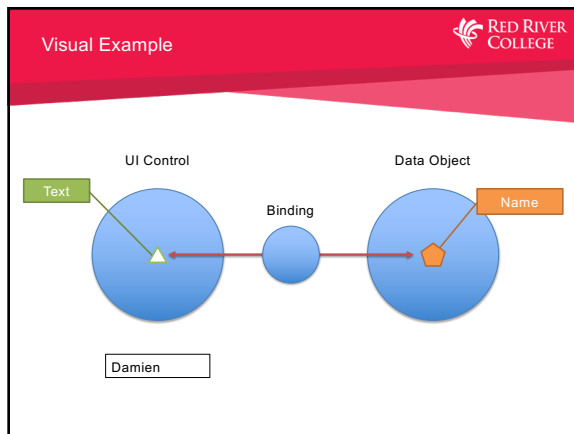 Visual Example
RED RIVER
COLLEGE
UI Control
Data Object
Text
Name
Binding
Damien